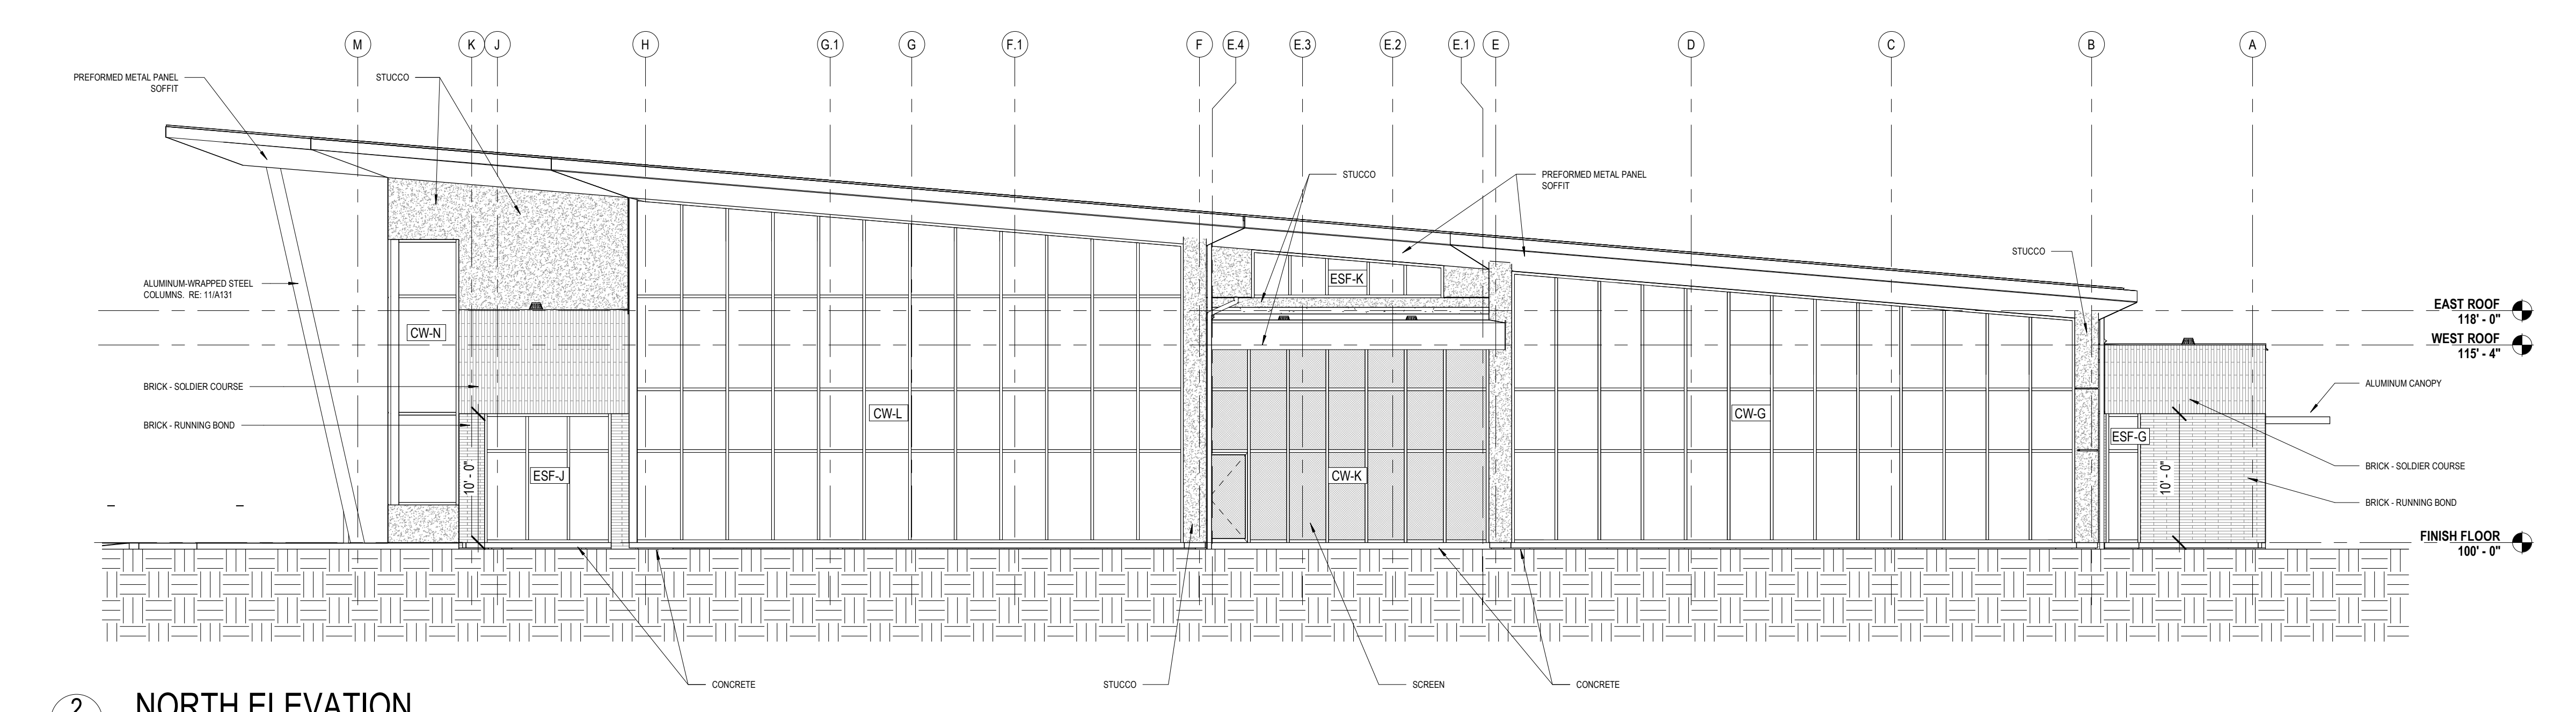 M
K
J
H
G.1
G
F.1
F
E.4
E.3
E.2
E.1
E
D
C
B
A
PREFORMED METAL PANEL
SOFFIT
STUCCO
STUCCO
PREFORMED METAL PANEL
SOFFIT
STUCCO
ALUMINUM-WRAPPED STEEL
COLUMNS. RE: 11/A131
ESF-K
EAST ROOF
118' - 0"
CW-N
WEST ROOF
115' - 4"
BRICK - SOLDIER COURSE
ALUMINUM CANOPY
BRICK - RUNNING BOND
CW-L
CW-G
ESF-G
10' - 0"
ESF-J
CW-K
10' - 0"
BRICK - SOLDIER COURSE
BRICK - RUNNING BOND
FINISH FLOOR
100' - 0"
CONCRETE
STUCCO
SCREEN
CONCRETE
2
NORTH ELEVATION